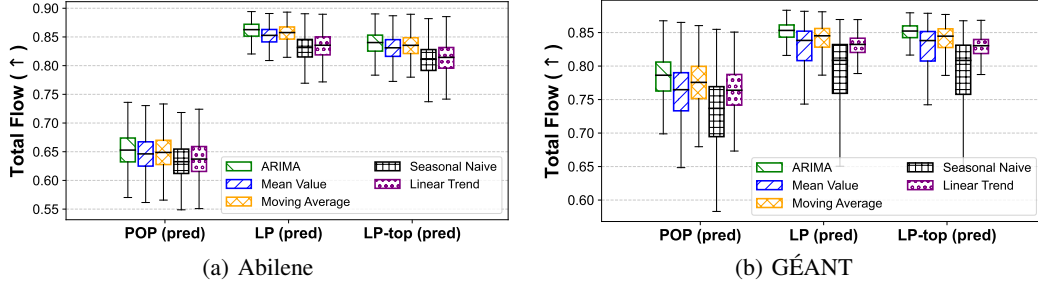 Total Flow (↑)
0.90
0.85
0.80
0.75
0.70
0.65
0.60
0.55
ARIMA
Mean Value
Moving Average
Seasonal Naive
Linear Trend
POP (pred)
LP (pred)
LP-top (pred)
(a) Abilene
Total Flow (↑)
0.85
0.80
0.75
0.70
0.65
0.60
ARIMA
Mean Value
Moving Average
Seasonal Naive
Linear Trend
POP (pred)
LP (pred)
LP-top (pred)
(b) GÉANT